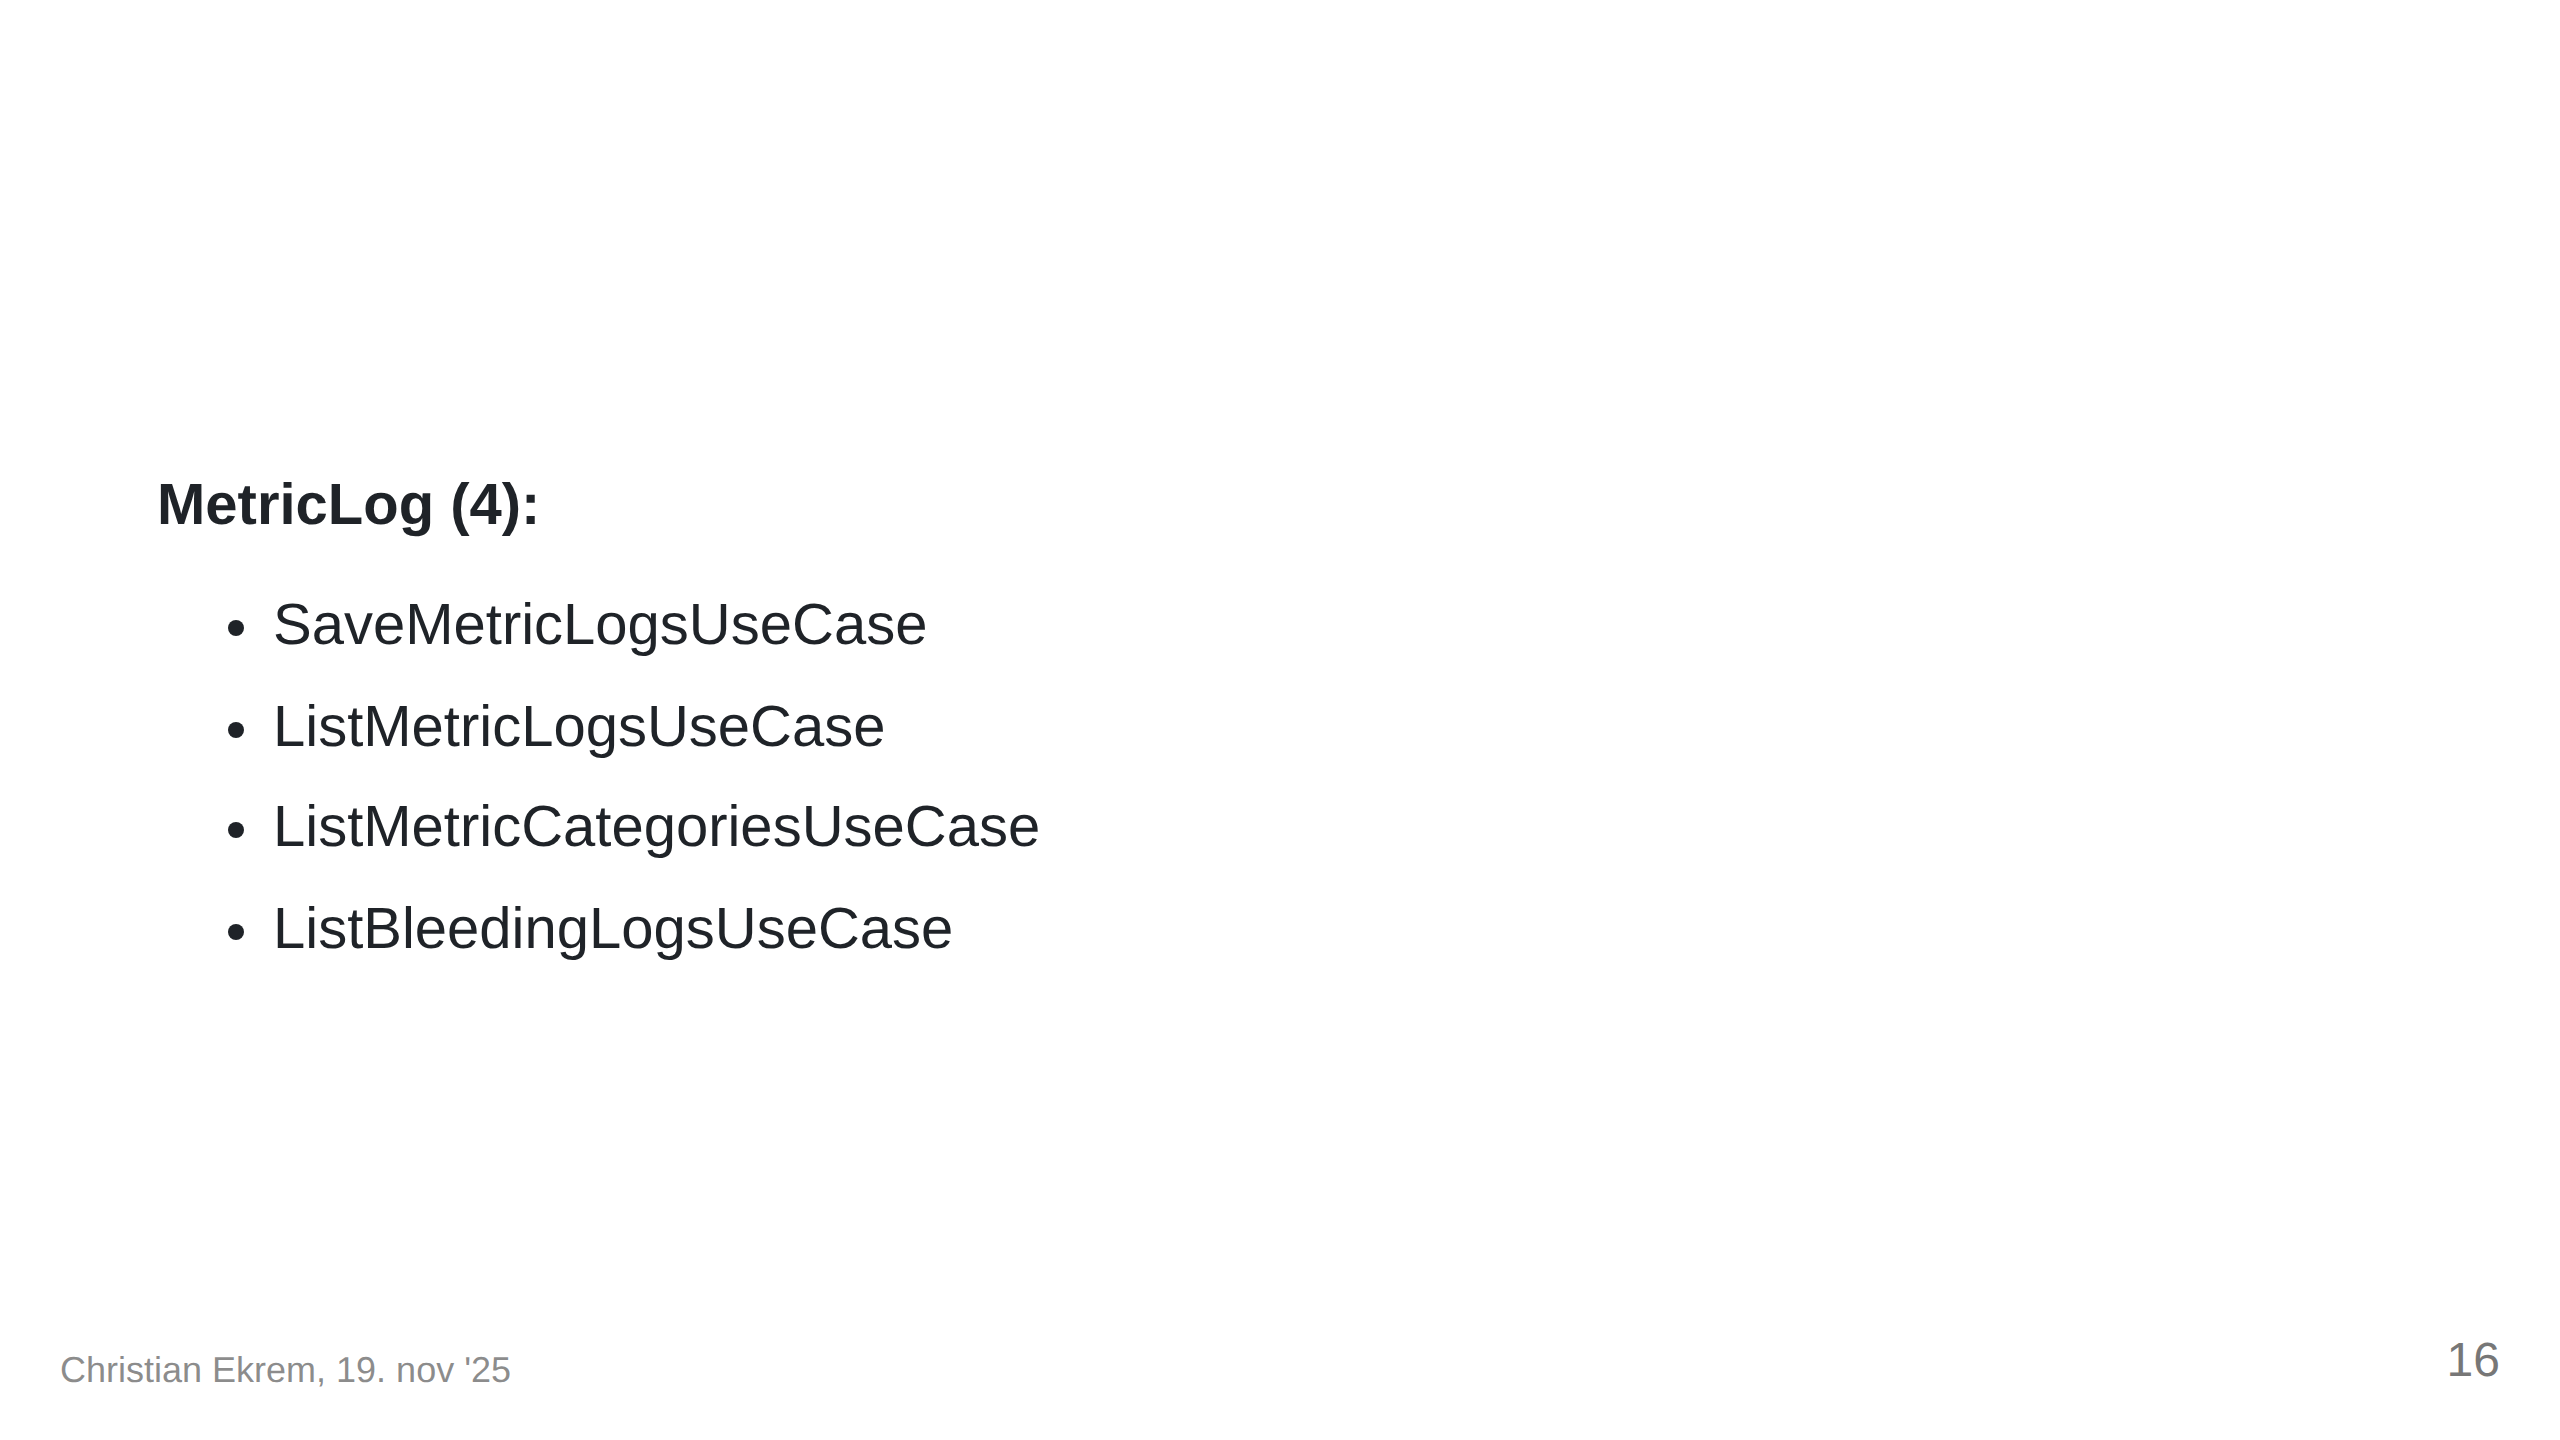 MetricLog (4):
• SaveMetricLogsUseCase
• ListMetricLogsUseCase
• ListMetricCategoriesUseCase
• ListBleedingLogsUseCase
Christian Ekrem, 19. nov '25
16